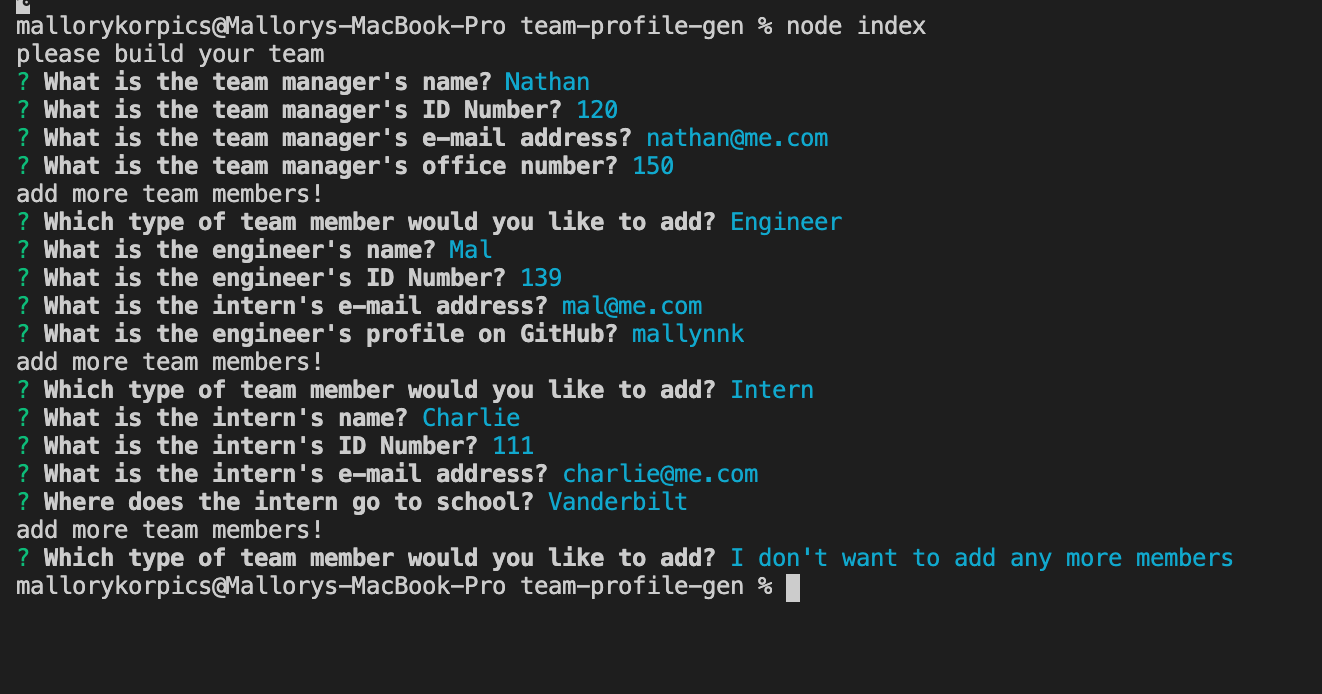 mallorykorpics@Mallorys-MacBook-Pro team-profile-gen % node index
please build your team
? What is the team manager's name? Nathan
? What is the team manager's ID Number? 120
? What is the team manager's e-mail address? nathan@me.com
? What is the team manager's office number? 150
add more team members!
? Which type of team member would you like to add? Engineer
? What is the engineer's name? Mal
? What is the engineer's ID Number? 139
? What is the intern's e-mail address? mal@me.com
? What is the engineer's profile on GitHub? mallynnk
add more team members!
? Which type of team member would you like to add? Intern
? What is the intern's name? Charlie
? What is the intern's ID Number? 111
? What is the intern's e-mail address? charlie@me.com
? Where does the intern go to school? Vanderbilt
add more team members!
? Which type of team member would you like to add? I don't want to add any more members
mallorykorpics@Mallorys-MacBook-Pro team-profile-gen %